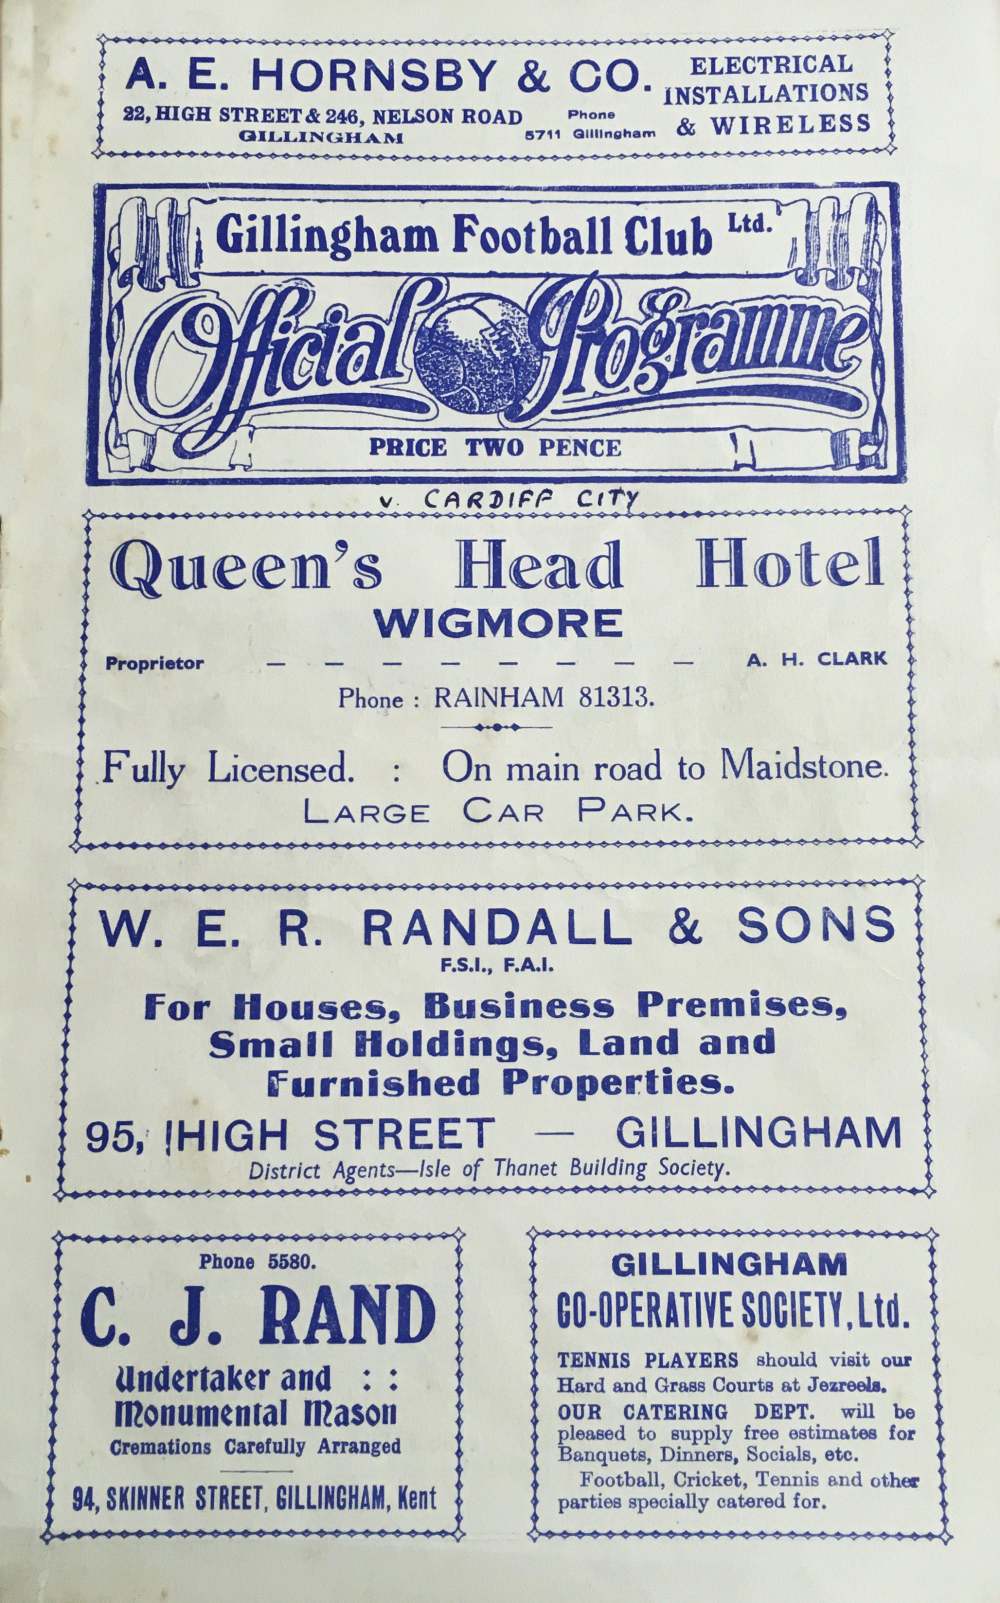 A. E. HORNSBY & CO.
22, HIGH STREET & 246, NELSON ROAD
GILLINGHAM
Phone
5711 Gillingham
ELECTRICAL
INSTALLATIONS
& WIRELESS
Gillingham Football Club Ltd.
Official Programme
PRICE TWO PENCE
v. CARDIFF CITY
Queen's Head Hotel
WIGMORE
Proprietor — — — — — — — — A. H. CLARK
Phone : RAINHAM 81313.
Fully Licensed. : On main road to Maidstone.
LARGE CAR PARK.
W. E. R. RANDALL & SONS
F.S.I., F.A.I.
For Houses, Business Premises,
Small Holdings, Land and
Furnished Properties.
95, HIGH STREET — GILLINGHAM
District Agents—Isle of Thanet Building Society.
Phone 5580.
C. J. RAND
Undertaker and : :
Monumental Mason
Cremations Carefully Arranged
94, SKINNER STREET, GILLINGHAM, Kent
GILLINGHAM
CO-OPERATIVE SOCIETY, Ltd.
TENNIS PLAYERS should visit our
Hard and Grass Courts at Jezreels.
OUR CATERING DEPT. will be
pleased to supply free estimates for
Banquets, Dinners, Socials, etc.
Football, Cricket, Tennis and other
parties specially catered for.